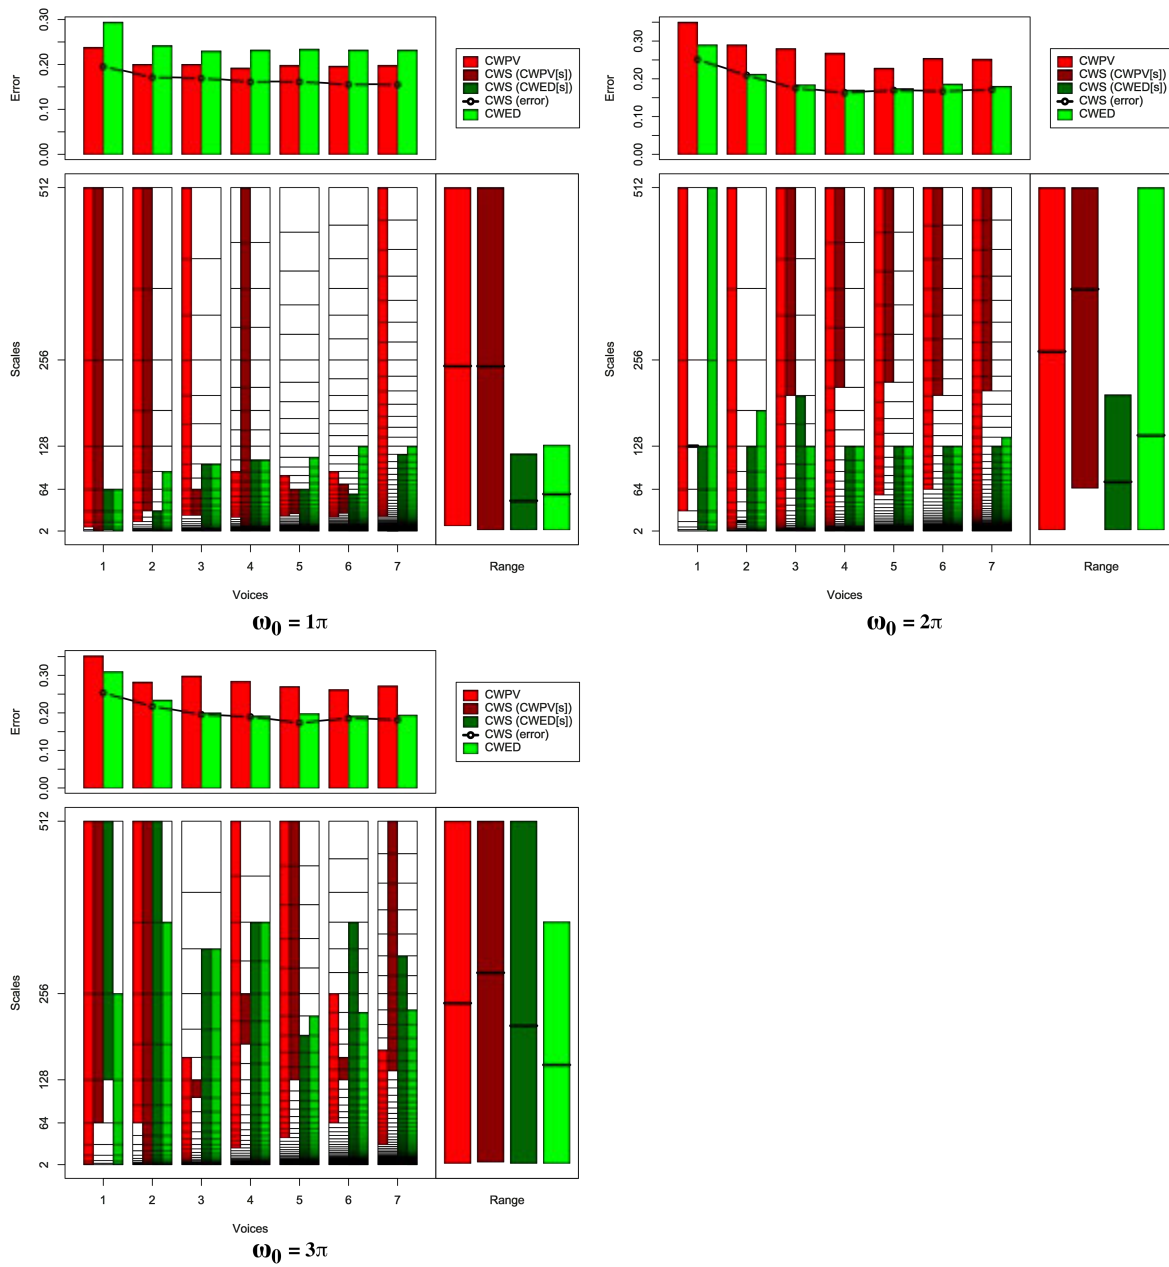 Error
0.00 0.10 0.20 0.30
CWPV
CWS (CWPV[s])
CWS (CWED[s])
CWS (error)
CWED
Scales
512
256
128
64
2
1 2 3 4 5 6 7
Range
Voices
ω0 = 1π
Error
0.00 0.10 0.20 0.30
CWPV
CWS (CWPV[s])
CWS (CWED[s])
CWS (error)
CWED
Scales
512
256
128
64
2
1 2 3 4 5 6 7
Range
Voices
ω0 = 2π
Error
0.00 0.10 0.20 0.30
CWPV
CWS (CWPV[s])
CWS (CWED[s])
CWS (error)
CWED
Scales
512
256
128
64
2
1 2 3 4 5 6 7
Range
Voices
ω0 = 3π